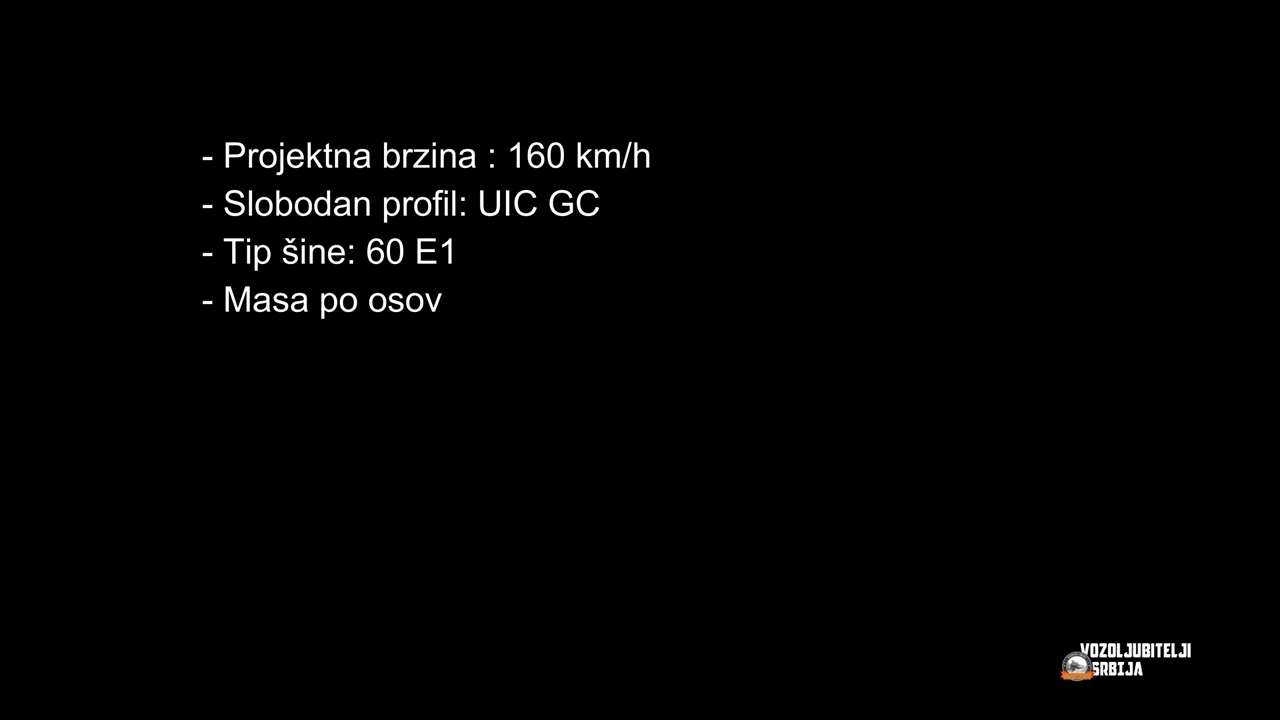 - Projektna brzina : 160 km/h
- Slobodan profil: UIC GC
- Tip šine: 60 E1
- Masa po osov
VOZOLJUBITELJI
SRBIJA